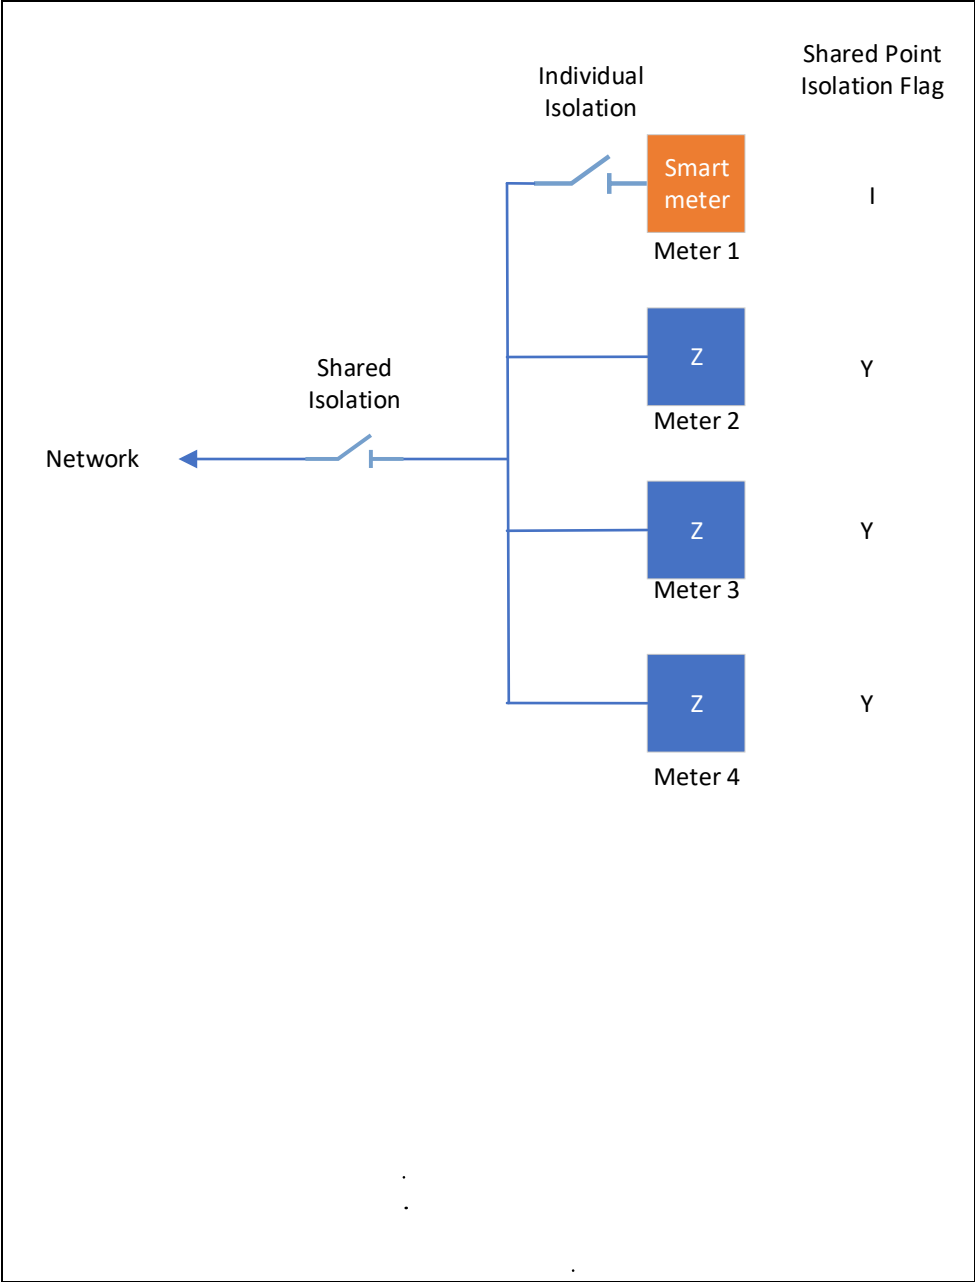 Shared Point
Isolation Flag
Individual
Isolation
Smart
meter
I
Meter 1
Z
Y
Meter 2
Shared
Isolation
Network
Z
Y
Meter 3
Z
Y
Meter 4
.
.
.